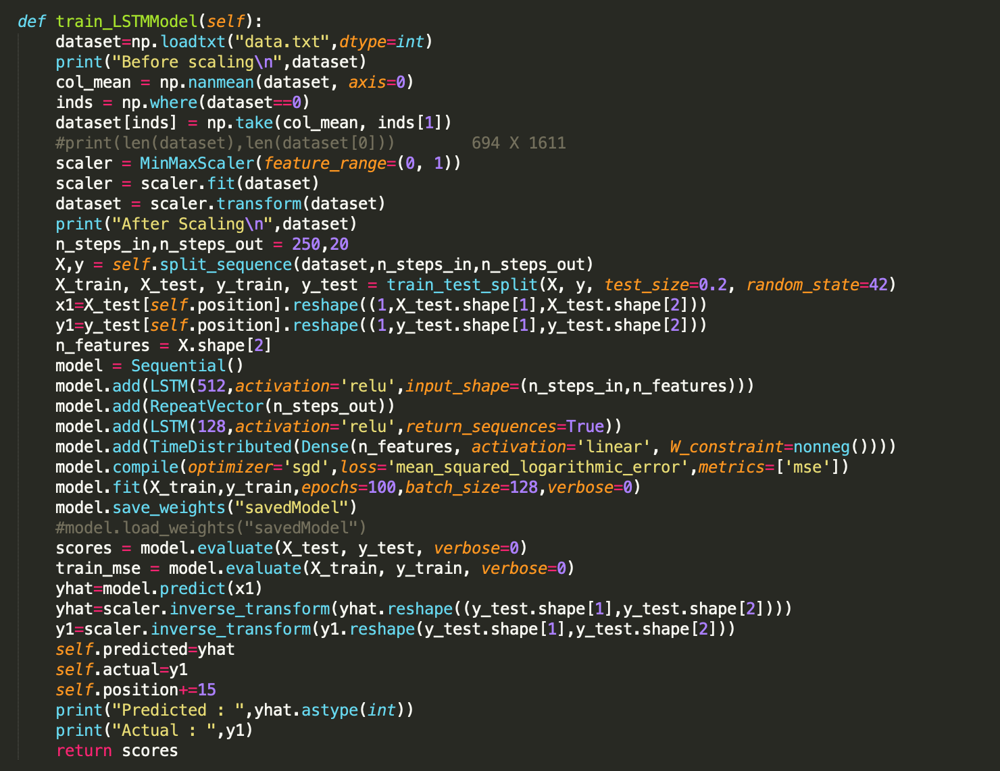 def train_LSTMModel(self):
    dataset=np.loadtxt("data.txt",dtype=int)
    print("Before scaling\n",dataset)
    col_mean = np.nanmean(dataset, axis=0)
    inds = np.where(dataset==0)
    dataset[inds] = np.take(col_mean, inds[1])
    #print(len(dataset),len(dataset[0]))        694 X 1611
    scaler = MinMaxScaler(feature_range=(0, 1))
    scaler = scaler.fit(dataset)
    dataset = scaler.transform(dataset)
    print("After Scaling\n",dataset)
    n_steps_in,n_steps_out = 250,20
    X,y = self.split_sequence(dataset,n_steps_in,n_steps_out)
    X_train, X_test, y_train, y_test = train_test_split(X, y, test_size=0.2, random_state=42)
    x1=X_test[self.position].reshape((1,X_test.shape[1],X_test.shape[2]))
    y1=y_test[self.position].reshape((1,y_test.shape[1],y_test.shape[2]))
    n_features = X.shape[2]
    model = Sequential()
    model.add(LSTM(512,activation='relu',input_shape=(n_steps_in,n_features)))
    model.add(RepeatVector(n_steps_out))
    model.add(LSTM(128,activation='relu',return_sequences=True))
    model.add(TimeDistributed(Dense(n_features, activation='linear', W_constraint=nonneg())))
    model.compile(optimizer='sgd',loss='mean_squared_logarithmic_error',metrics=['mse'])
    model.fit(X_train,y_train,epochs=100,batch_size=128,verbose=0)
    model.save_weights("savedModel")
    #model.load_weights("savedModel")
    scores = model.evaluate(X_test, y_test, verbose=0)
    train_mse = model.evaluate(X_train, y_train, verbose=0)
    yhat=model.predict(x1)
    yhat=scaler.inverse_transform(yhat.reshape((y_test.shape[1],y_test.shape[2])))
    y1=scaler.inverse_transform(y1.reshape(y_test.shape[1],y_test.shape[2]))
    self.predicted=yhat
    self.actual=y1
    self.position+=15
    print("Predicted : ",yhat.astype(int))
    print("Actual : ",y1)
    return scores